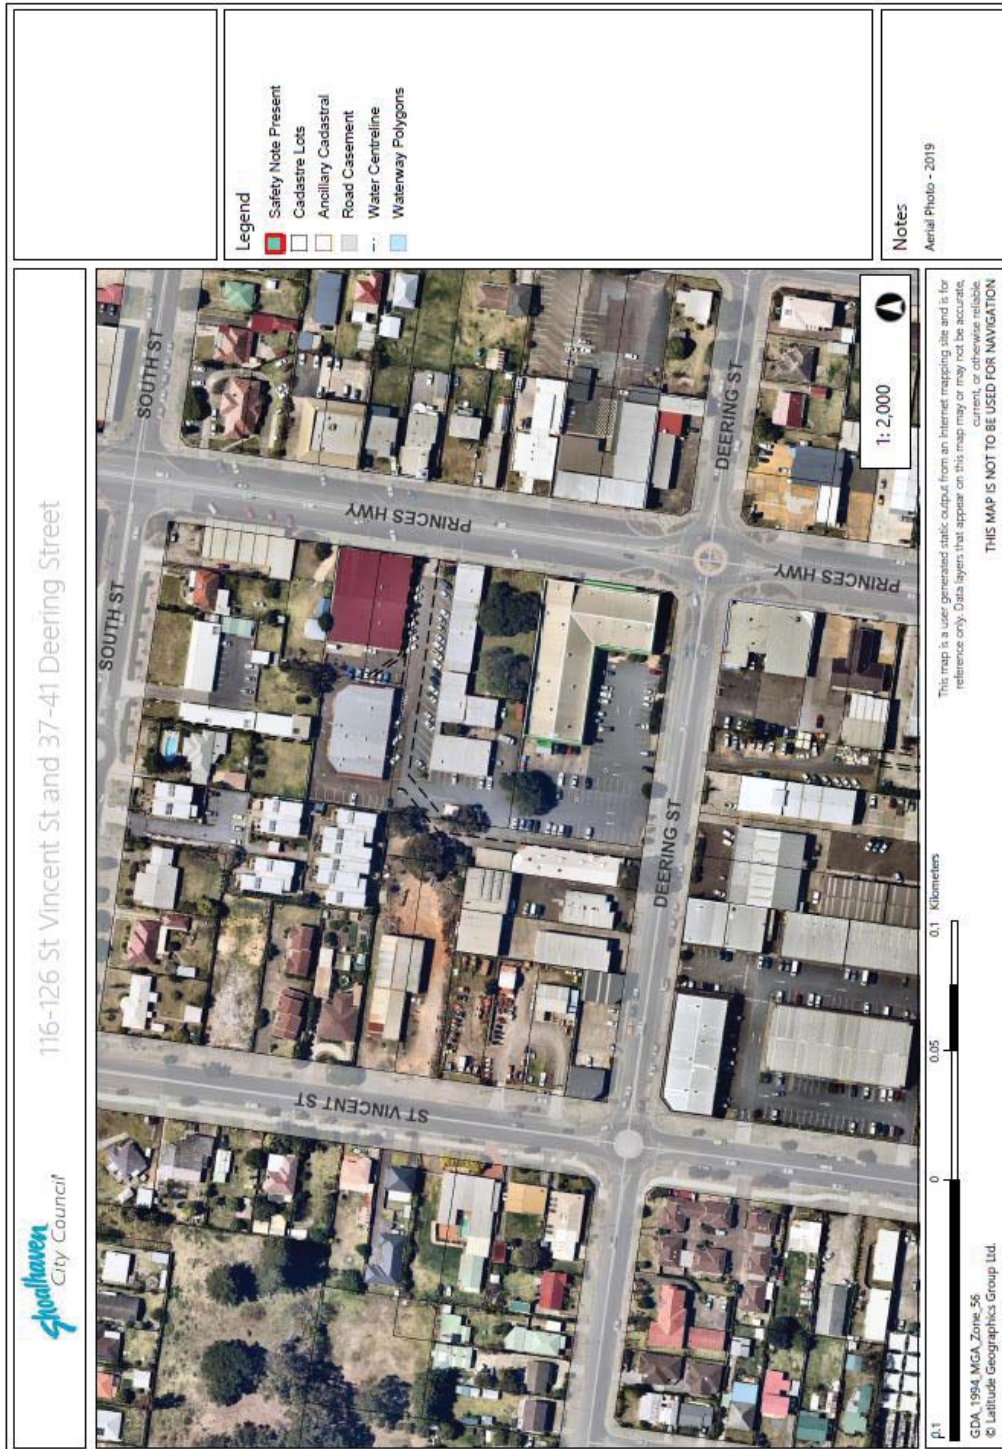 Shoalhaven
City Council
116-126 St Vincent St and 37-41 Deering Street
SOUTH ST
SOUTH ST
PRINCES HWY
PRINCES HWY
ST VINCENT ST
DEERING ST
DEERING ST
1: 2,000
Legend
Safety Note Present
Cadastre Lots
Ancillary Cadastral
Road Casement
Water Centreline
Waterway Polygons
Notes
Aerial Photo - 2019
0
0.05
0.1
Kilometers
GDA_1994_MGA_Zone_56
© Latitude Geographics Group Ltd.
This map is a user generated static output from an Internet mapping site and is for
reference only. Data layers that appear on this map may or may not be accurate,
current, or otherwise reliable.
THIS MAP IS NOT TO BE USED FOR NAVIGATION